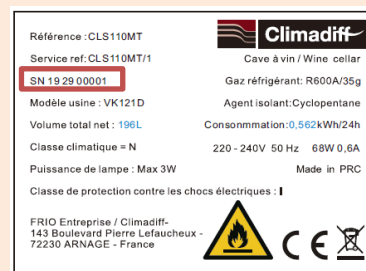 Référence : CLS110MT
Climadiff
Service ref: CLS110MT/1
Cave à vin / Wine cellar
SN 19 29 00001
Gaz réfrigérant: R600A/35g
Modèle usine : VK121D
Agent isolant: Cyclopentane
Volume total net : 196L
Consonmmation: 0,562kWh/24h
Classe climatique = N
220 - 240V 50 Hz 68W 0,6A
Puissance de lampe : Max 3W
Made in PRC
Classe de protection contre les chocs électriques : I
FRIO Entreprise / Climadiff-
143 Boulevard Pierre Lefaucheux -
72230 ARNAGE - France
CE